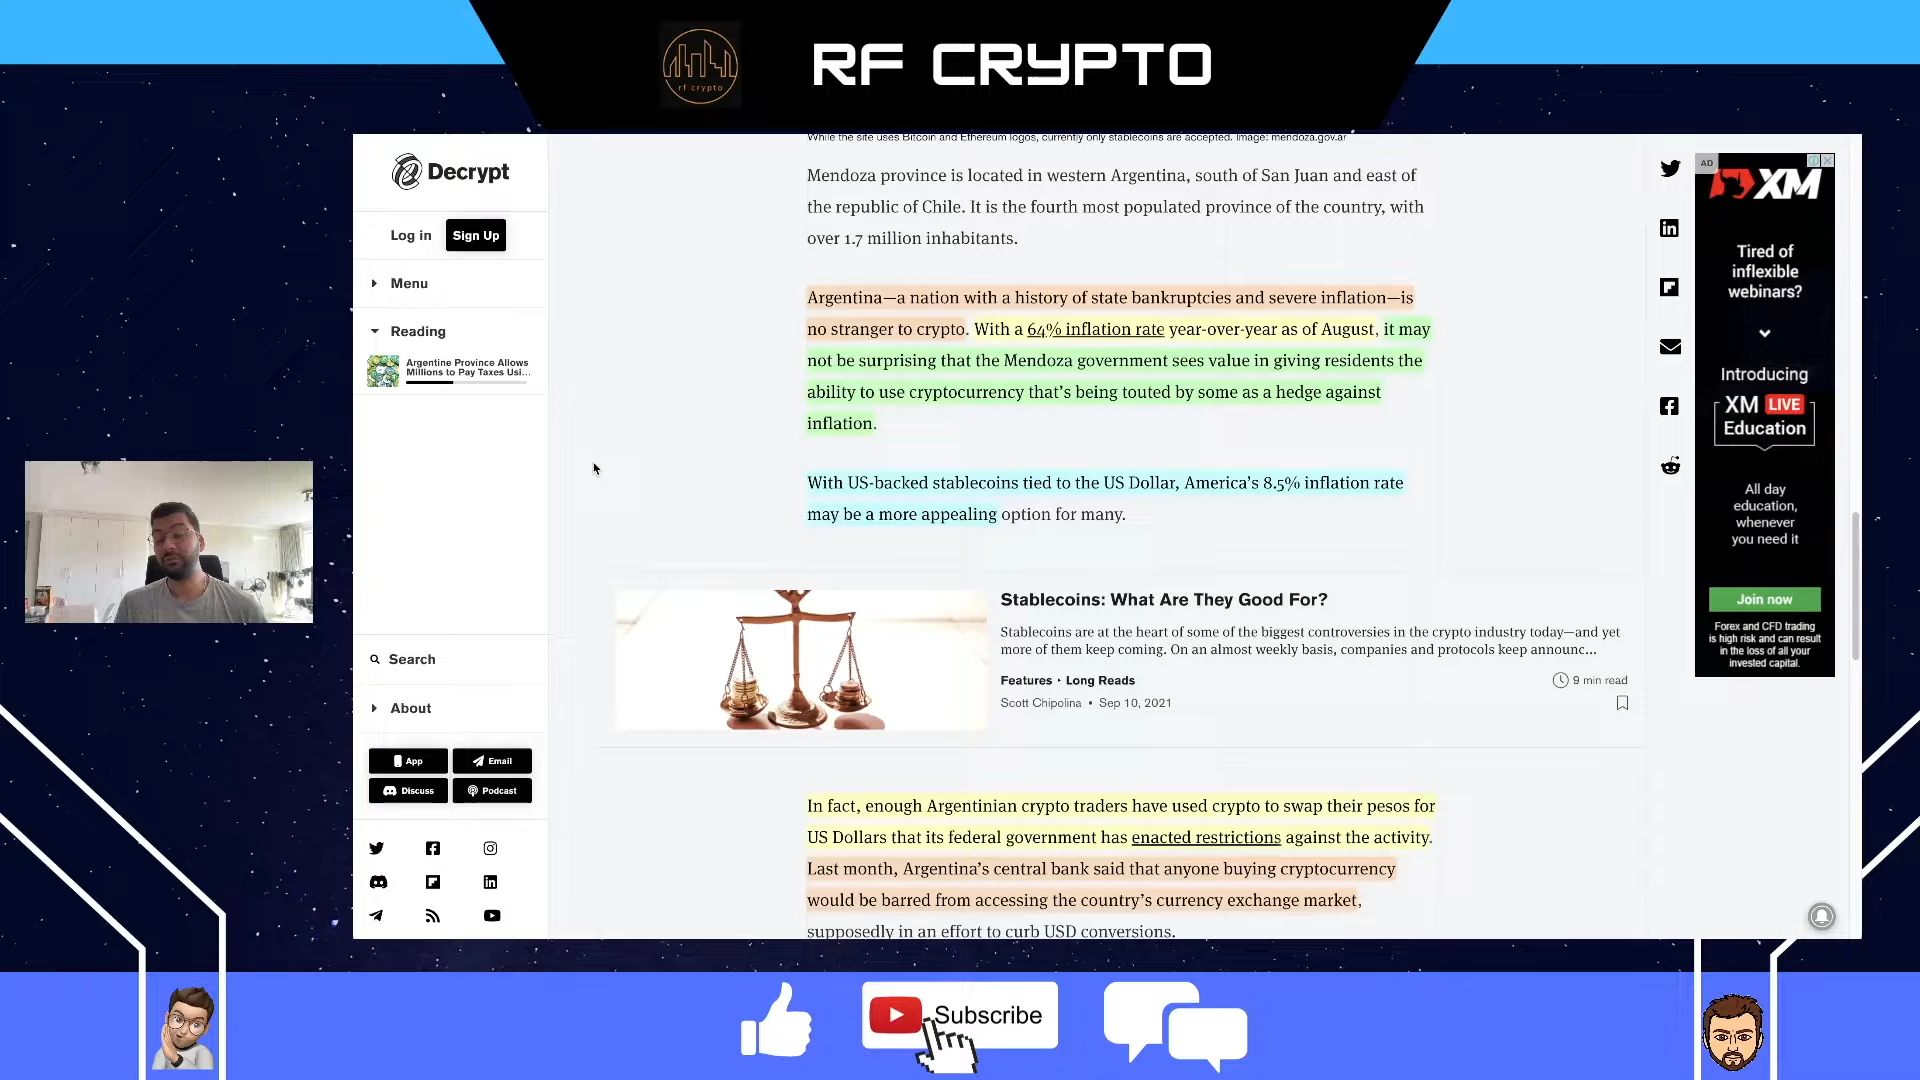 RF CRYPTO
rf crypto
Decrypt
Log in
Sign Up
Menu
Reading
Argentine Province Allows
Millions to Pay Taxes Usi...
Search
About
App
Email
Discuss
Podcast
While the site uses Bitcoin and Ethereum logos, currently only stablecoins are accepted. Image: mendoza.gov.ar
Mendoza province is located in western Argentina, south of San Juan and east of
the republic of Chile. It is the fourth most populated province of the country, with
over 1.7 million inhabitants.
Argentina—a nation with a history of state bankruptcies and severe inflation—is
no stranger to crypto. With a 64% inflation rate year-over-year as of August, it may
not be surprising that the Mendoza government sees value in giving residents the
ability to use cryptocurrency that’s being touted by some as a hedge against
inflation.
With US-backed stablecoins tied to the US Dollar, America’s 8.5% inflation rate
may be a more appealing option for many.
Stablecoins: What Are They Good For?
Stablecoins are at the heart of some of the biggest controversies in the crypto industry today—and yet
more of them keep coming. On an almost weekly basis, companies and protocols keep announc...
Features ‣ Long Reads
9 min read
Scott Chipolina • Sep 10, 2021
In fact, enough Argentinian crypto traders have used crypto to swap their pesos for
US Dollars that its federal government has enacted restrictions against the activity.
Last month, Argentina’s central bank said that anyone buying cryptocurrency
would be barred from accessing the country’s currency exchange market,
supposedly in an effort to curb USD conversions.
AD
XM
Tired of
inflexible
webinars?
Introducing
XM LIVE
Education
All day
education,
whenever
you need it
Join now
Forex and CFD trading
is high risk and can result
in the loss of all your
invested capital.
Subscribe